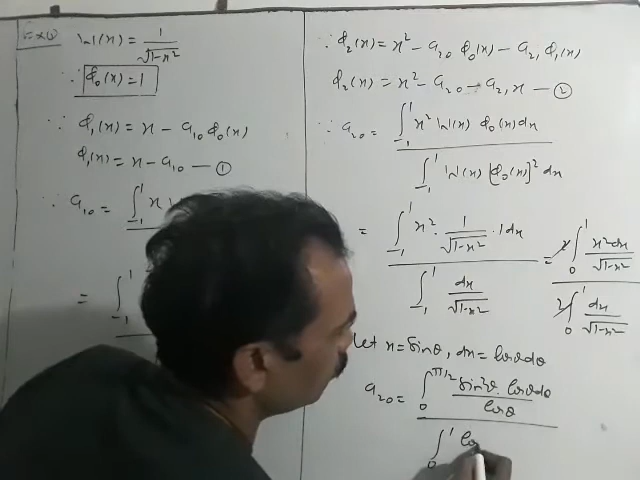 Ex① w(x) = 1/√(1-x²)
∵ ϕ₀(x) = 1
∵ ϕ₁(x) = x - a₁₀ ϕ₀(x)
ϕ₁(x) = x - a₁₀ — ①
∵ a₁₀ = ∫₋₁¹ x
= ∫₋₁¹
∵ ϕ₂(x) = x² - a₂₀ ϕ₀(x) - a₂₁ ϕ₁(x)
ϕ₂(x) = x² - a₂₀ - a₂₁ x — ②
∵ a₂₀ = ∫₋₁¹ x² w(x) ϕ₀(x) dx / ∫₋₁¹ w(x) [ϕ₀(x)]² dx
= ∫₋₁¹ x² · 1/√(1-x²) · 1 dx / ∫₋₁¹ dx/√(1-x²) = 2∫₀¹ x² dx/√(1-x²) / 2∫₀¹ dx/√(1-x²)
Let x = sinθ, dx = cosθ dθ
a₂₀ = ∫₀^(π/2) sin²θ · cosθ dθ/cosθ / ∫₀¹ cos